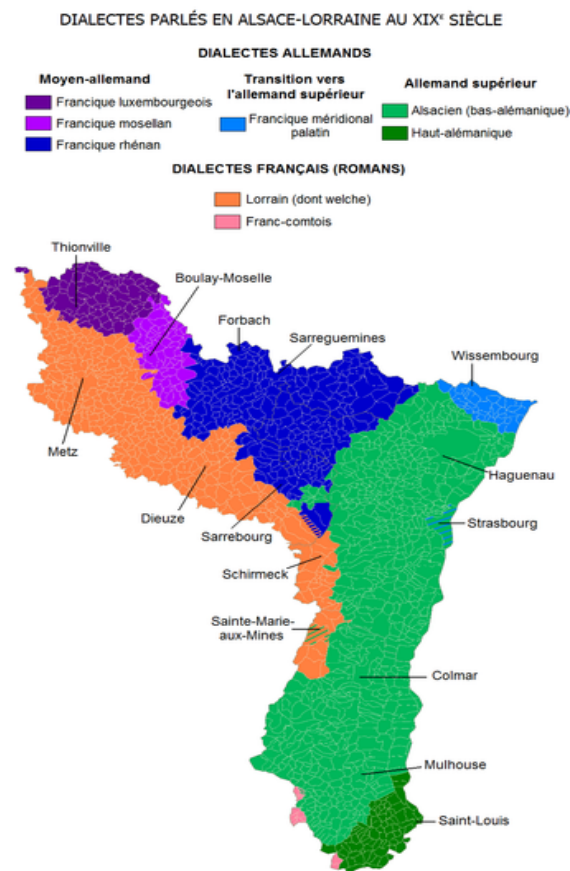 DIALECTES PARLÉS EN ALSACE-LORRAINE AU XIXᵉ SIÈCLE
DIALECTES ALLEMANDS
Moyen-allemand
Francique luxembourgeois
Francique mosellan
Francique rhénan
Transition vers
l'allemand supérieur
Francique méridional
palatin
Allemand supérieur
Alsacien (bas-alémanique)
Haut-alémanique
DIALECTES FRANÇAIS (ROMANS)
Lorrain (dont welche)
Franc-comtois
Thionville
Boulay-Moselle
Forbach
Sarreguemines
Wissembourg
Metz
Haguenau
Dieuze
Strasbourg
Sarrebourg
Schirmeck
Sainte-Marie-
aux-Mines
Colmar
Mulhouse
Saint-Louis